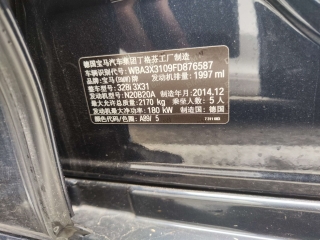 德国宝马汽车集团丁格芬工厂制造
车辆识别代号: WBA3X3109FD876587
品牌: 宝马(BMW)牌 发动机排量: 1997 ml
整车型号: 328i 3X31
发动机型号: N20B20A 制造年月: 2014.12
最大允许总质量: 2170 kg 乘坐人数: 5 人
发动机最大净功率: 180 kW 制造国: 德国
颜色代码/色图: A89/ 5